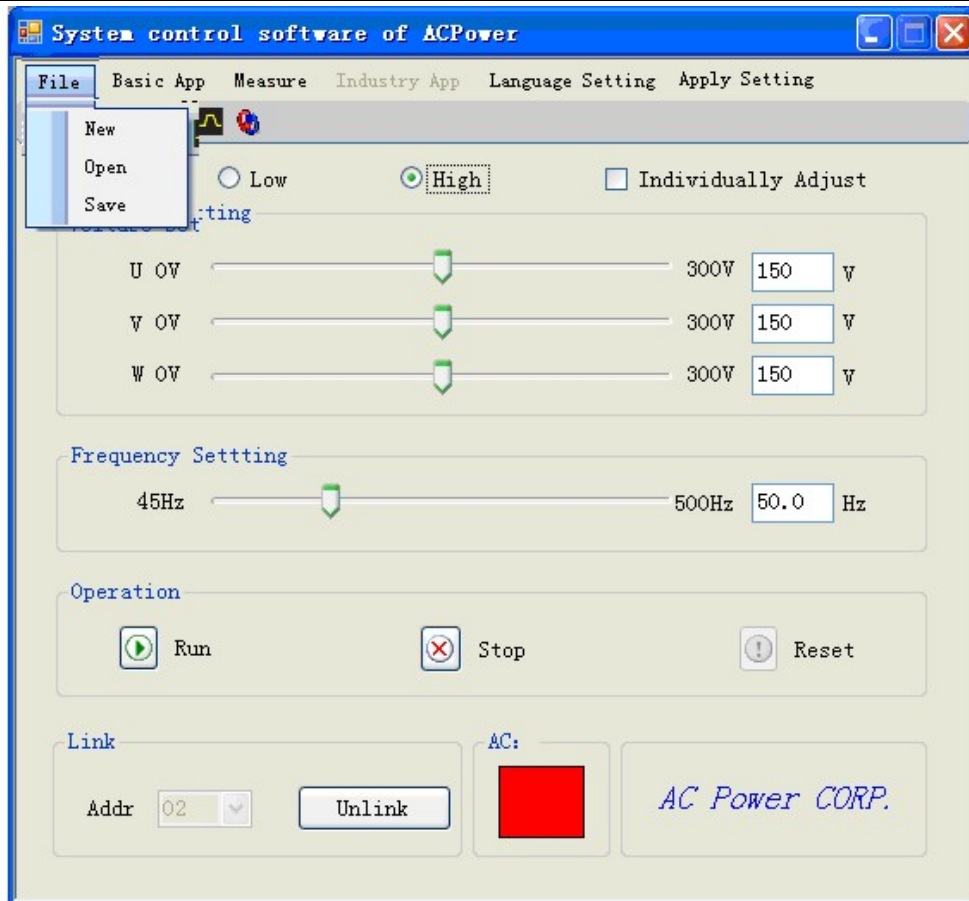 System control software of ACPower
File Basic App Measure Industry App Language Setting Apply Setting
New
Open
Save
Low High Individually Adjust
U 0V 300V 150 V
V 0V 300V 150 V
W 0V 300V 150 V
Frequency Settting
45Hz 500Hz 50.0 Hz
Operation
Run Stop Reset
Link AC:
Addr 02 Unlink AC Power CORP.